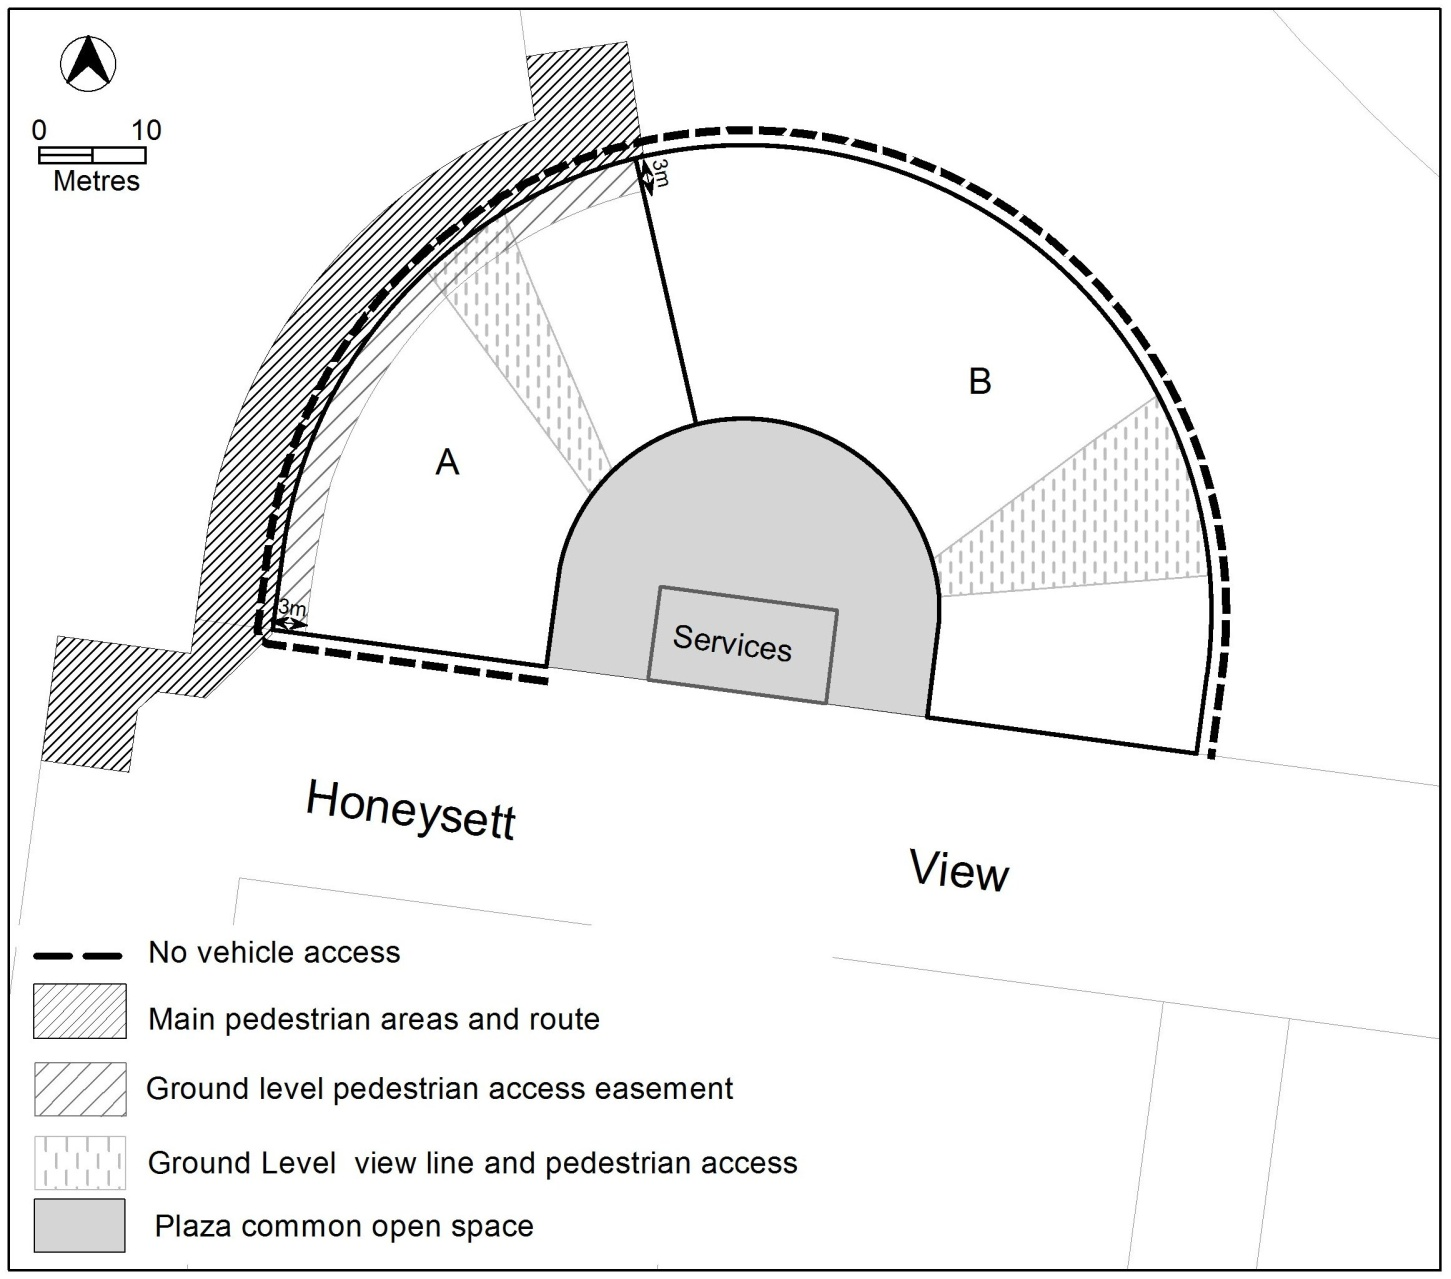 0 10
Metres
3m
B
A
3m
Services
Honeysett
View
No vehicle access
Main pedestrian areas and route
Ground level pedestrian access easement
Ground Level view line and pedestrian access
Plaza common open space